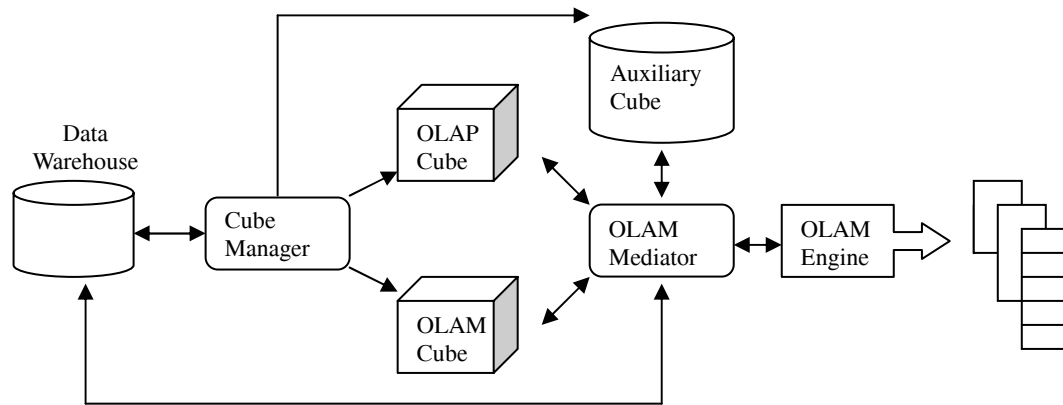 Auxiliary
Cube
OLAP
Cube
Data
Warehouse
Cube
Manager
OLAM
Mediator
OLAM
Engine
OLAM
Cube